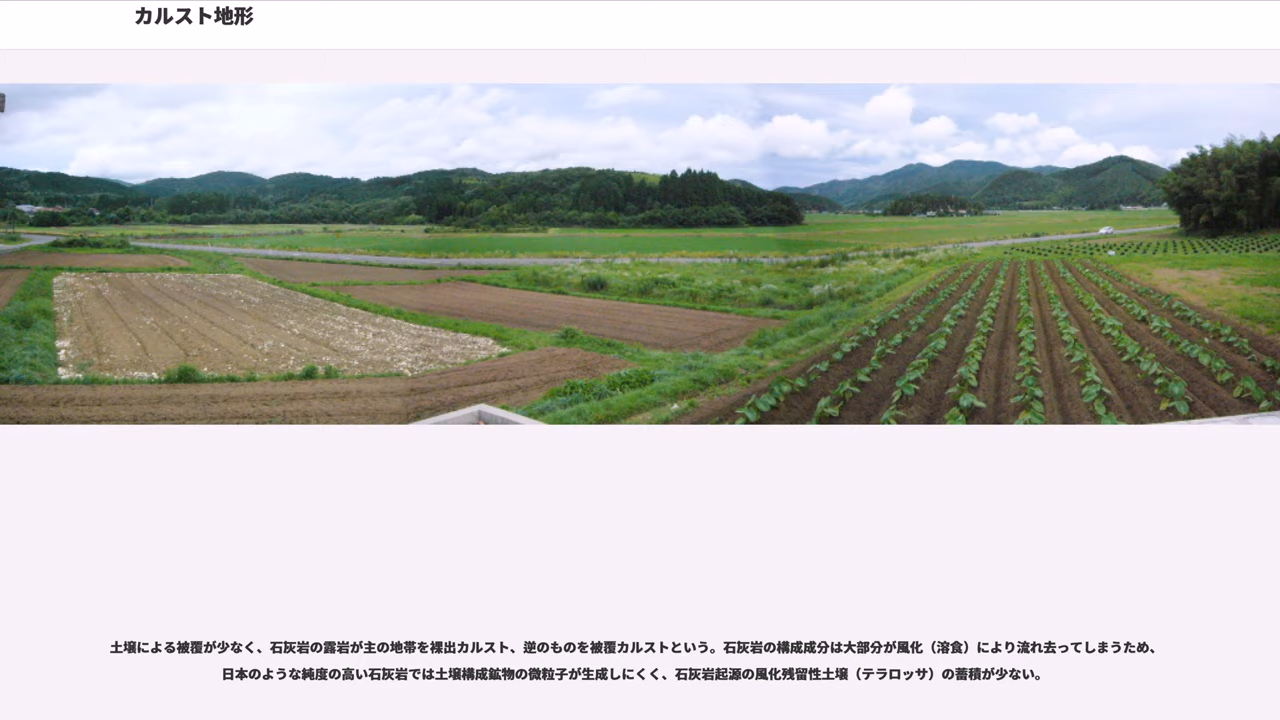 カルスト地形
土壌による被覆が少なく、石灰岩の露岩が主の地帯を裸出カルスト、逆のものを被覆カルストという。石灰岩の構成成分は大部分が風化（溶食）により流れ去ってしまうため、
日本のような純度の高い石灰岩では土壌構成鉱物の微粒子が生成しにくく、石灰岩起源の風化残留性土壌（テラロッサ）の蓄積が少ない。